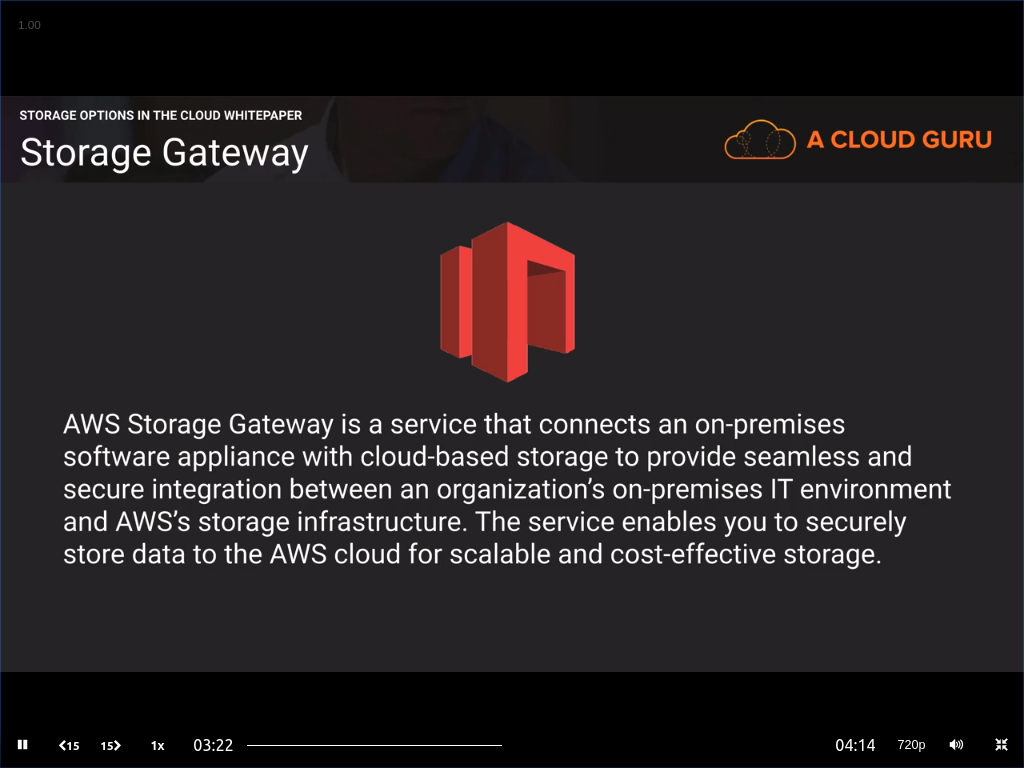 1.00
STORAGE OPTIONS IN THE CLOUD WHITEPAPER
Storage Gateway
A CLOUD GURU
AWS Storage Gateway is a service that connects an on-premises
software appliance with cloud-based storage to provide seamless and
secure integration between an organization’s on-premises IT environment
and AWS’s storage infrastructure. The service enables you to securely
store data to the AWS cloud for scalable and cost-effective storage.
15 15 1x 03:22 04:14 720p